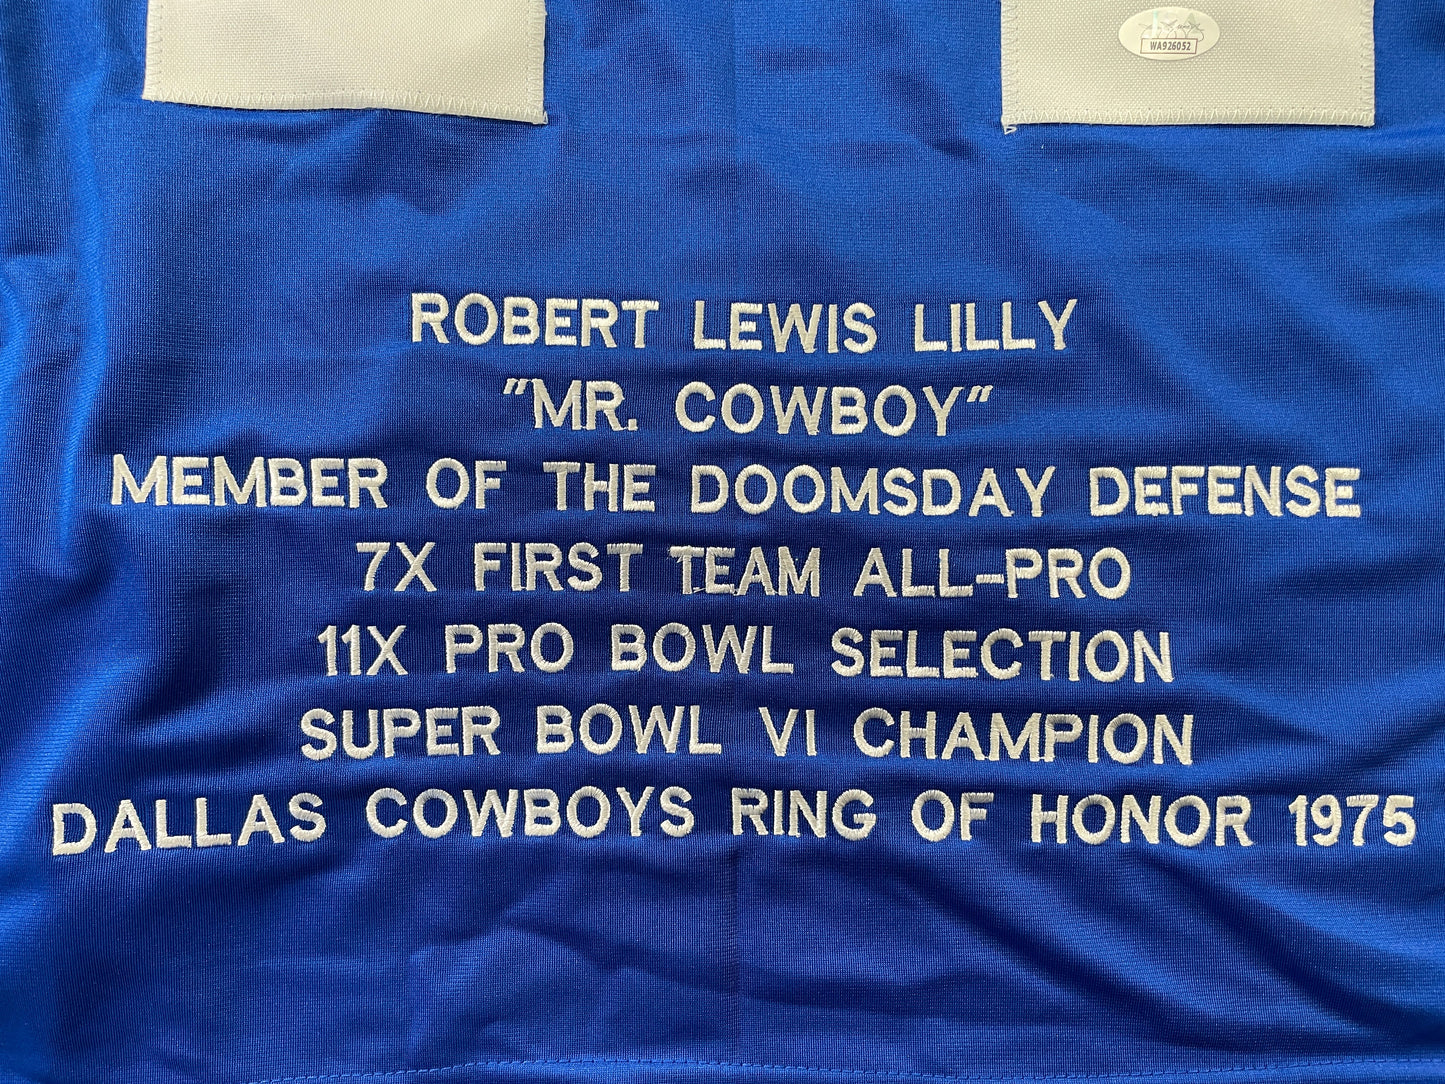 WA926052
ROBERT LEWIS LILLY
"MR. COWBOY"
MEMBER OF THE DOOMSDAY DEFENSE
7X FIRST TEAM ALL-PRO
11X PRO BOWL SELECTION
SUPER BOWL VI CHAMPION
DALLAS COWBOYS RING OF HONOR 1975